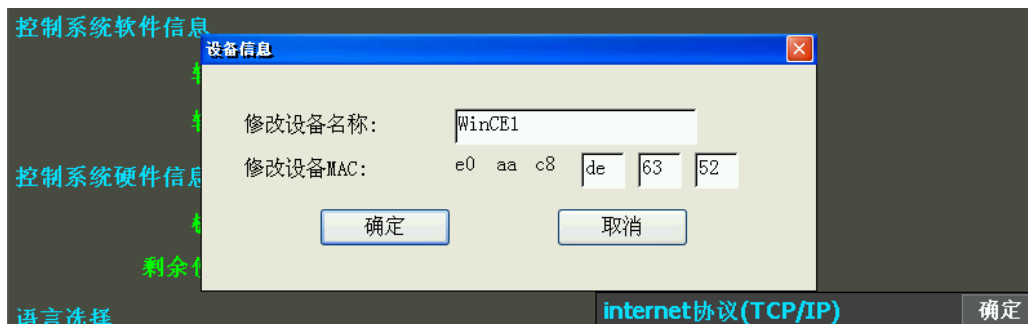 控制系统软件信息
设备信息
修改设备名称: WinCE1
修改设备MAC: e0 aa c8 de 63 52
控制系统硬件信息
确定 取消
剩余
语言选择
internet协议(TCP/IP) 确定